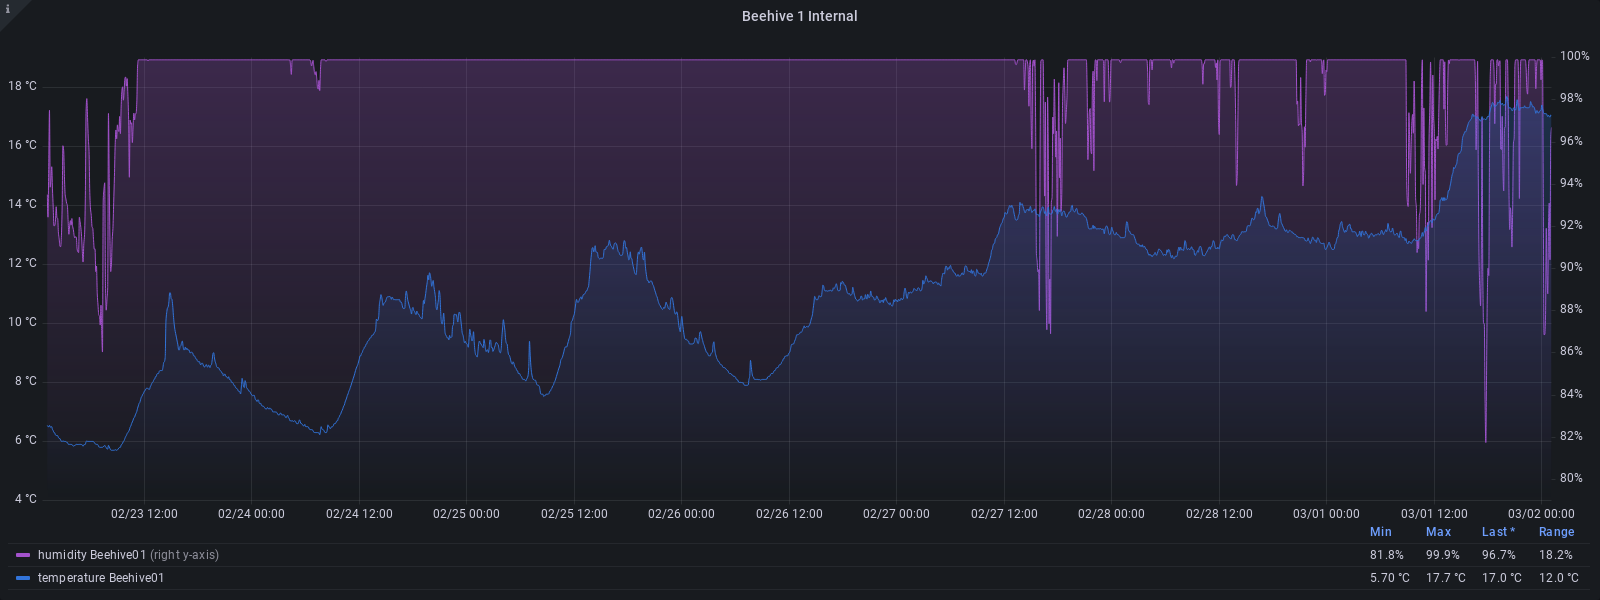 i
Beehive 1 Internal
18 °C
16 °C
14 °C
12 °C
10 °C
8 °C
6 °C
4 °C
100%
98%
96%
94%
92%
90%
88%
86%
84%
82%
80%
02/23 12:00 02/24 00:00 02/24 12:00 02/25 00:00 02/25 12:00 02/26 00:00 02/26 12:00 02/27 00:00 02/27 12:00 02/28 00:00 02/28 12:00 03/01 00:00 03/01 12:00 03/02 00:00
Min Max Last * Range
humidity Beehive01 (right y-axis) 81.8% 99.9% 96.7% 18.2%
temperature Beehive01 5.70 °C 17.7 °C 17.0 °C 12.0 °C